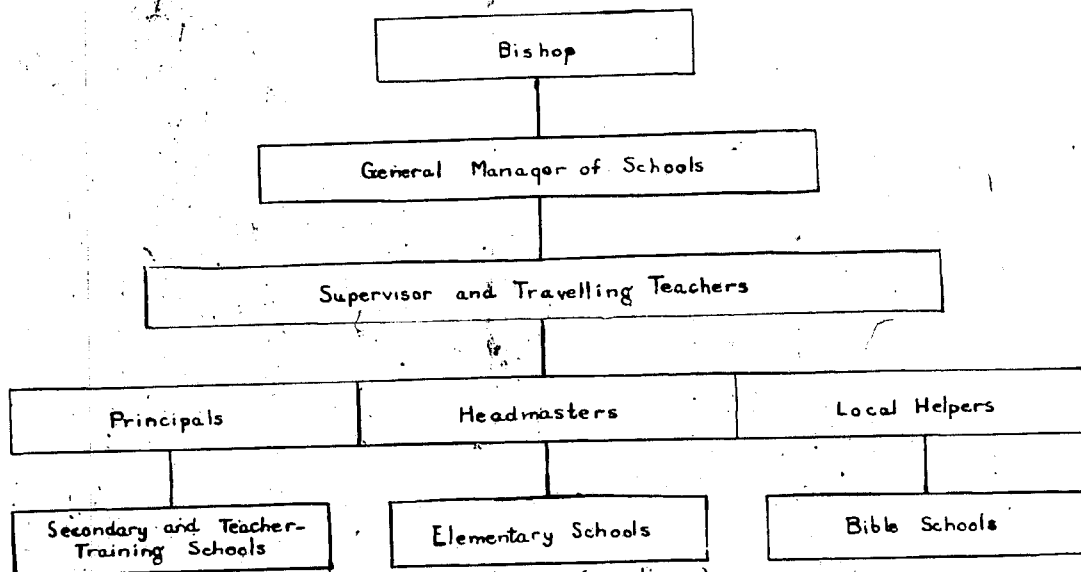 Bishop
General Manager of Schools
Supervisor and Travelling Teachers
Principals
Headmasters
Local Helpers
Secondary and Teacher-
Training Schools
Elementary Schools
Bible Schools